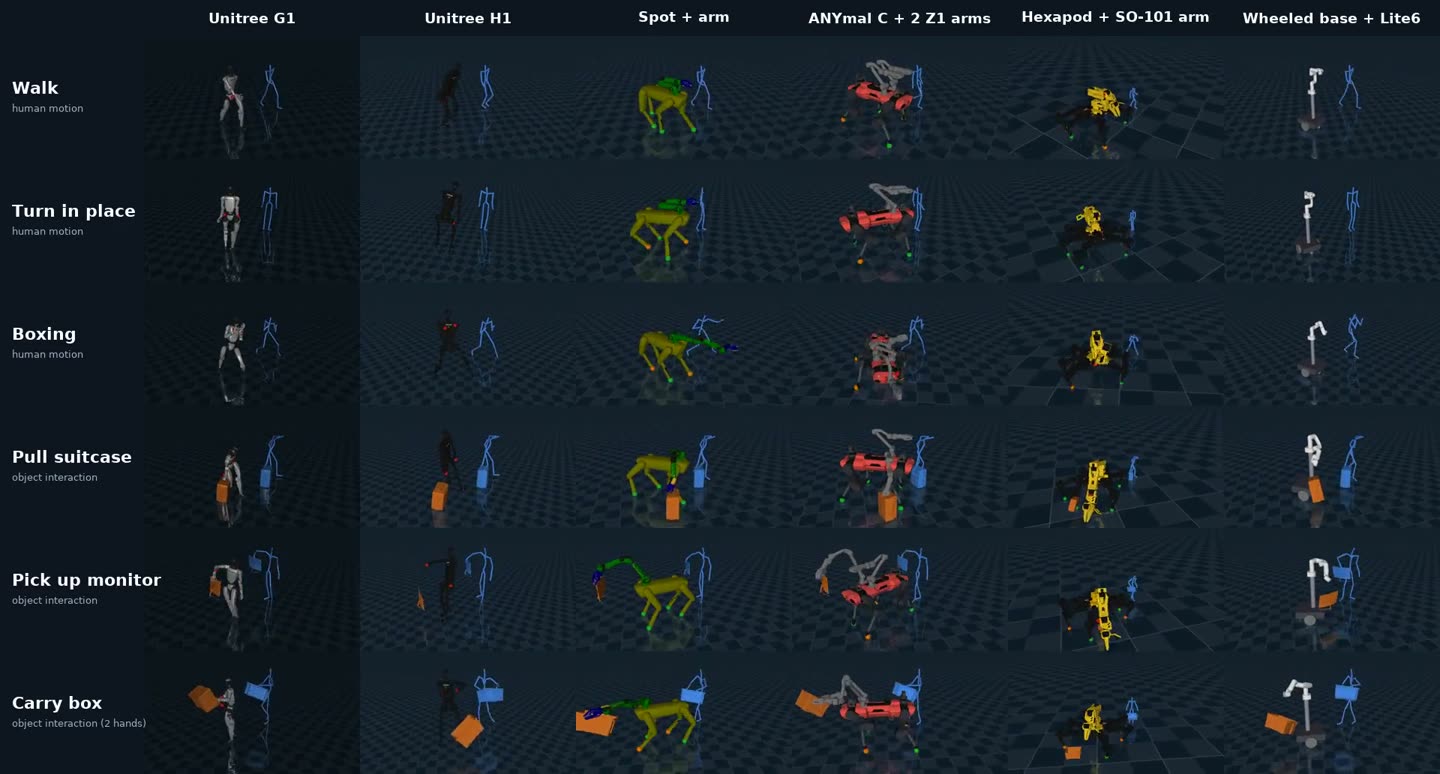 Unitree G1
Unitree H1
Spot + arm
ANYmal C + 2 Z1 arms
Hexapod + SO-101 arm
Wheeled base + Lite6
Walk
human motion
Turn in place
human motion
Boxing
human motion
Pull suitcase
object interaction
Pick up monitor
object interaction
Carry box
object interaction (2 hands)